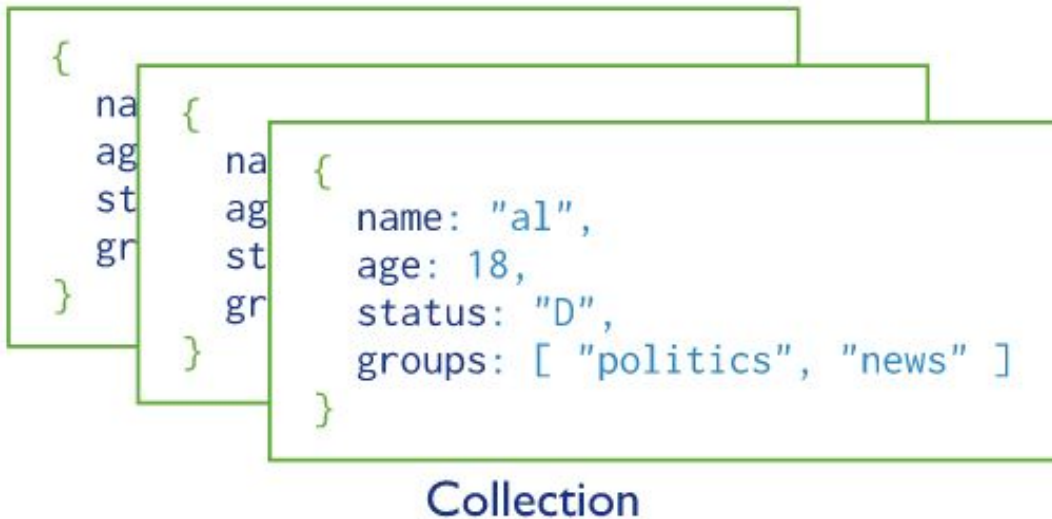 {
na
ag
st
gr
}
{
na
ag
st
gr
}
{
name: "al",
age: 18,
status: "D",
groups: [ "politics", "news" ]
}
Collection